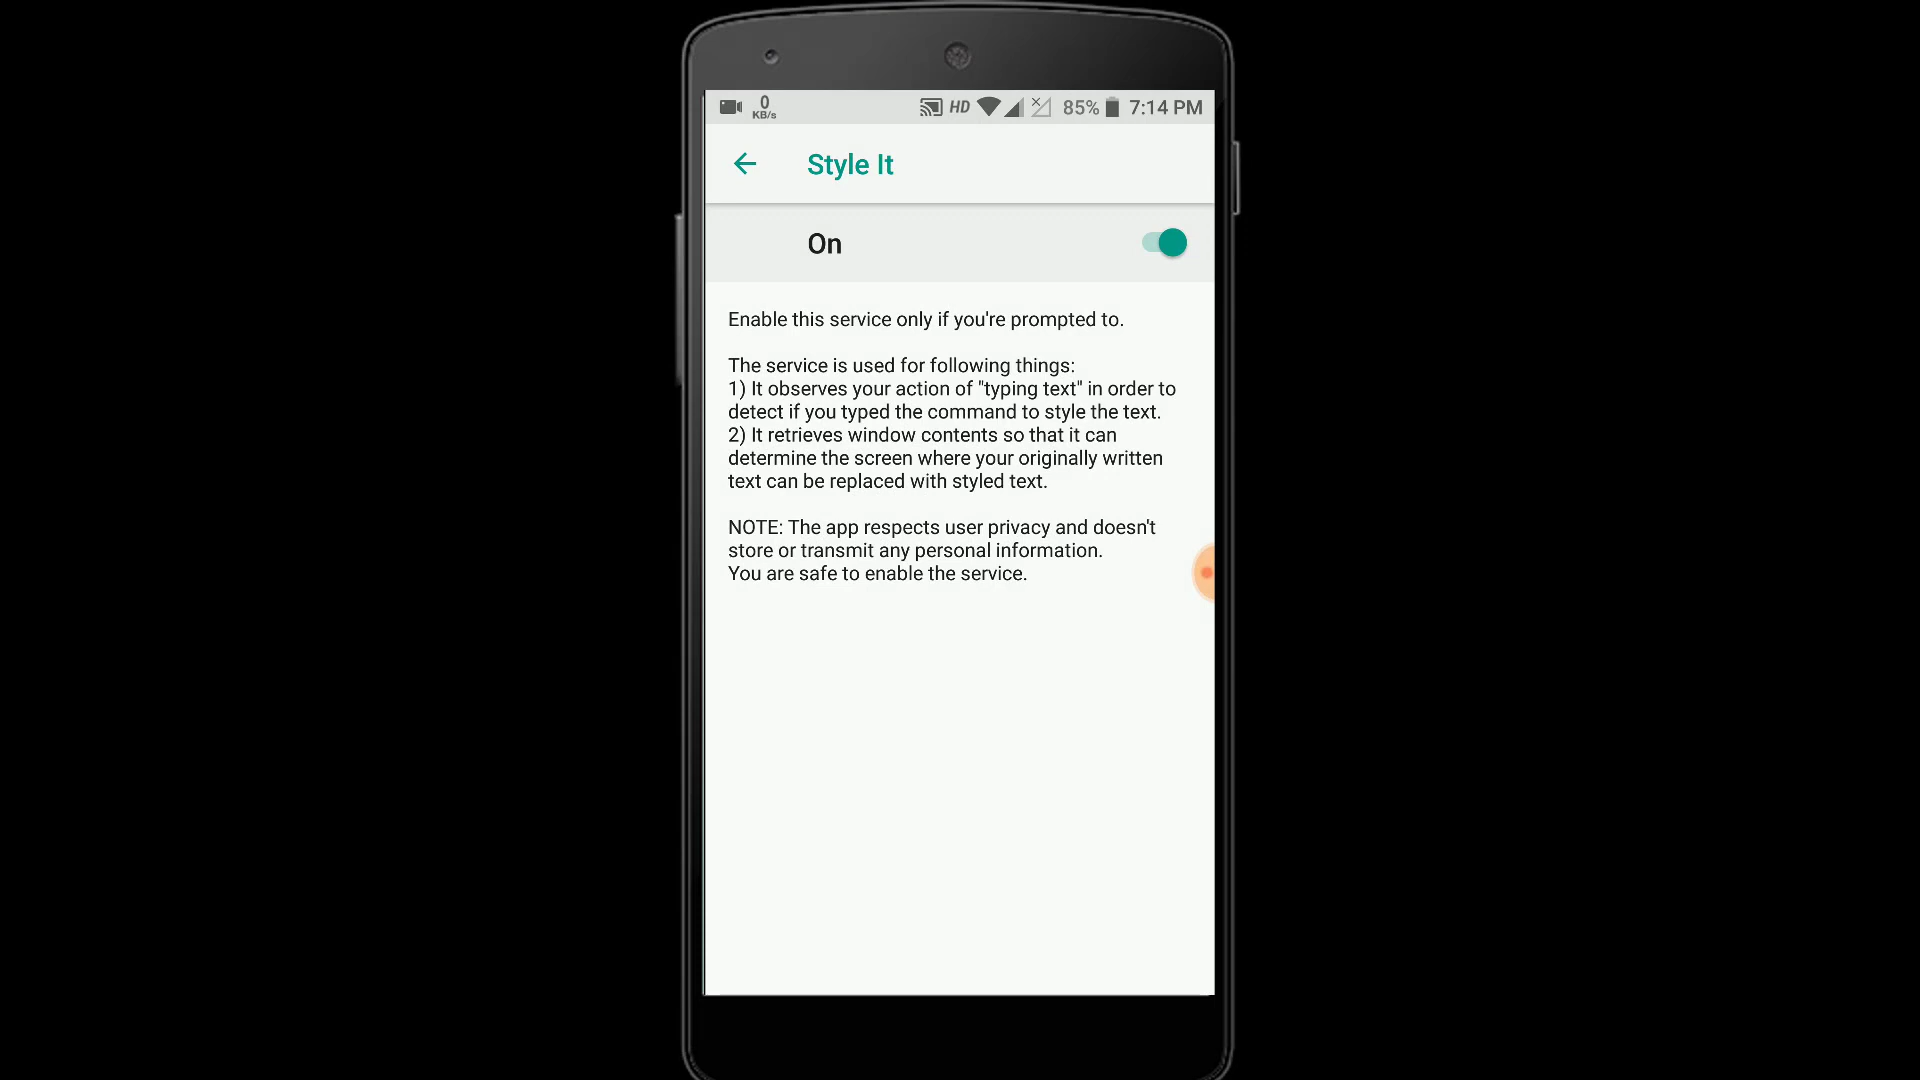 0
KB/s
HD
85%
7:14 PM
Style It
On
Enable this service only if you're prompted to.
The service is used for following things:
1) It observes your action of "typing text" in order to
detect if you typed the command to style the text.
2) It retrieves window contents so that it can
determine the screen where your originally written
text can be replaced with styled text.
NOTE: The app respects user privacy and doesn't
store or transmit any personal information.
You are safe to enable the service.